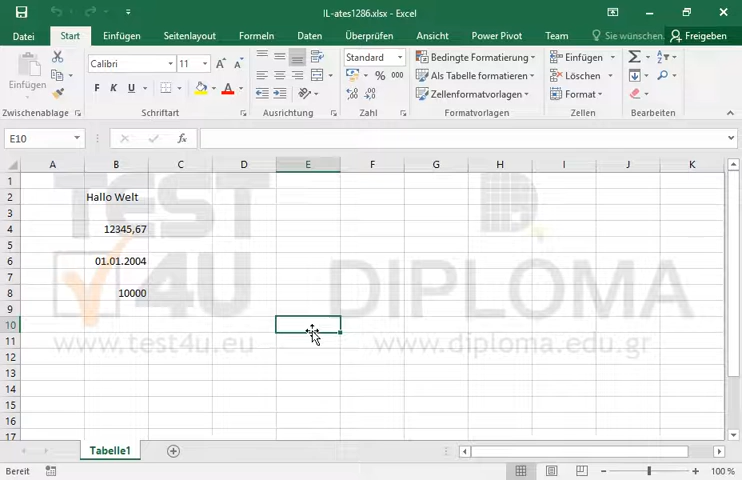 IL-ates1286.xlsx - Excel
Datei Start Einfügen Seitenlayout Formeln Daten Überprüfen Ansicht Power Pivot Team Sie wünschen. Freigeben
Einfügen
Calibri 11
F K U
Standard
% 000
Bedingte Formatierung
Als Tabelle formatieren
Zellenformatvorlagen
Einfügen
Löschen
Format
Zwischenablage Schriftart Ausrichtung Zahl Formatvorlagen Zellen Bearbeiten
E10 fx
A B C D E F G H I J K
1
2 Hallo Welt
3
4 12345,67
5
6 01.01.2004
7
8 10000
9
10
11
12
13
14
15
16
17
TEST 4U
www.test4u.eu
DIPLOMA
www.diploma.edu.gr
Tabelle1
Bereit 100 %